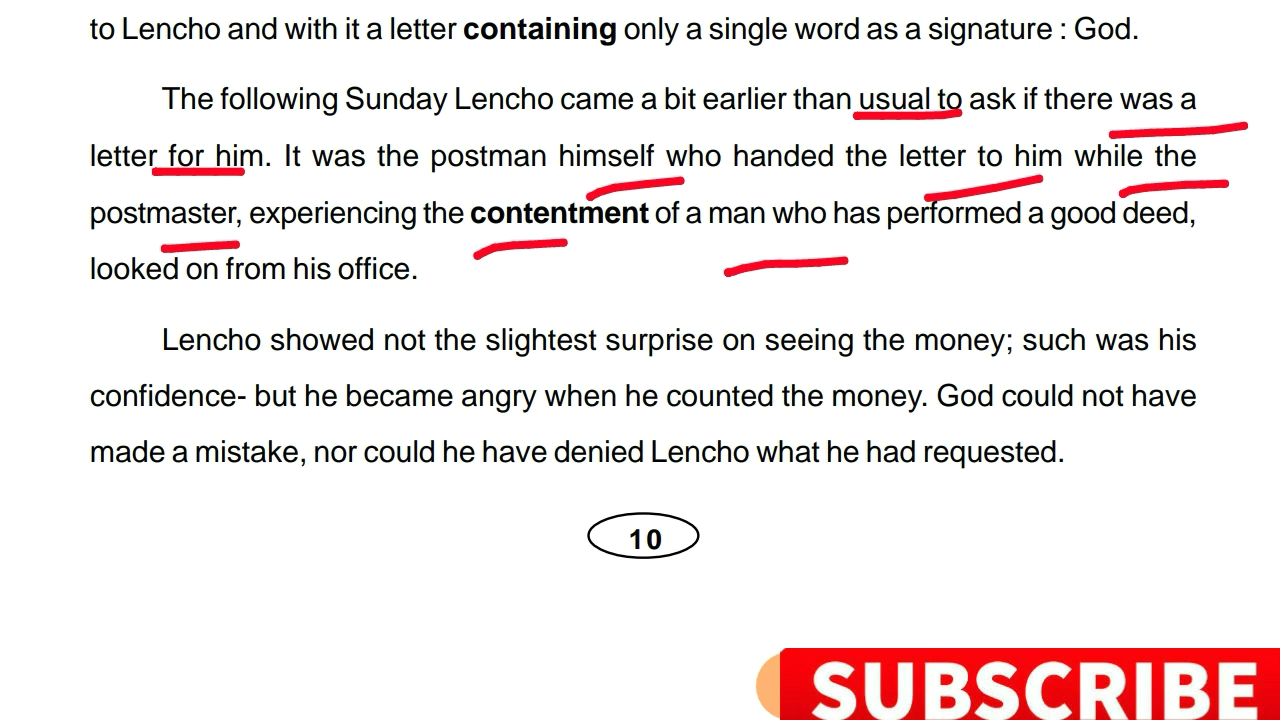 to Lencho and with it a letter containing only a single word as a signature : God.
The following Sunday Lencho came a bit earlier than usual to ask if there was a
letter for him. It was the postman himself who handed the letter to him while the
postmaster, experiencing the contentment of a man who has performed a good deed,
looked on from his office.
Lencho showed not the slightest surprise on seeing the money; such was his
confidence- but he became angry when he counted the money. God could not have
made a mistake, nor could he have denied Lencho what he had requested.
10
SUBSCRIBE